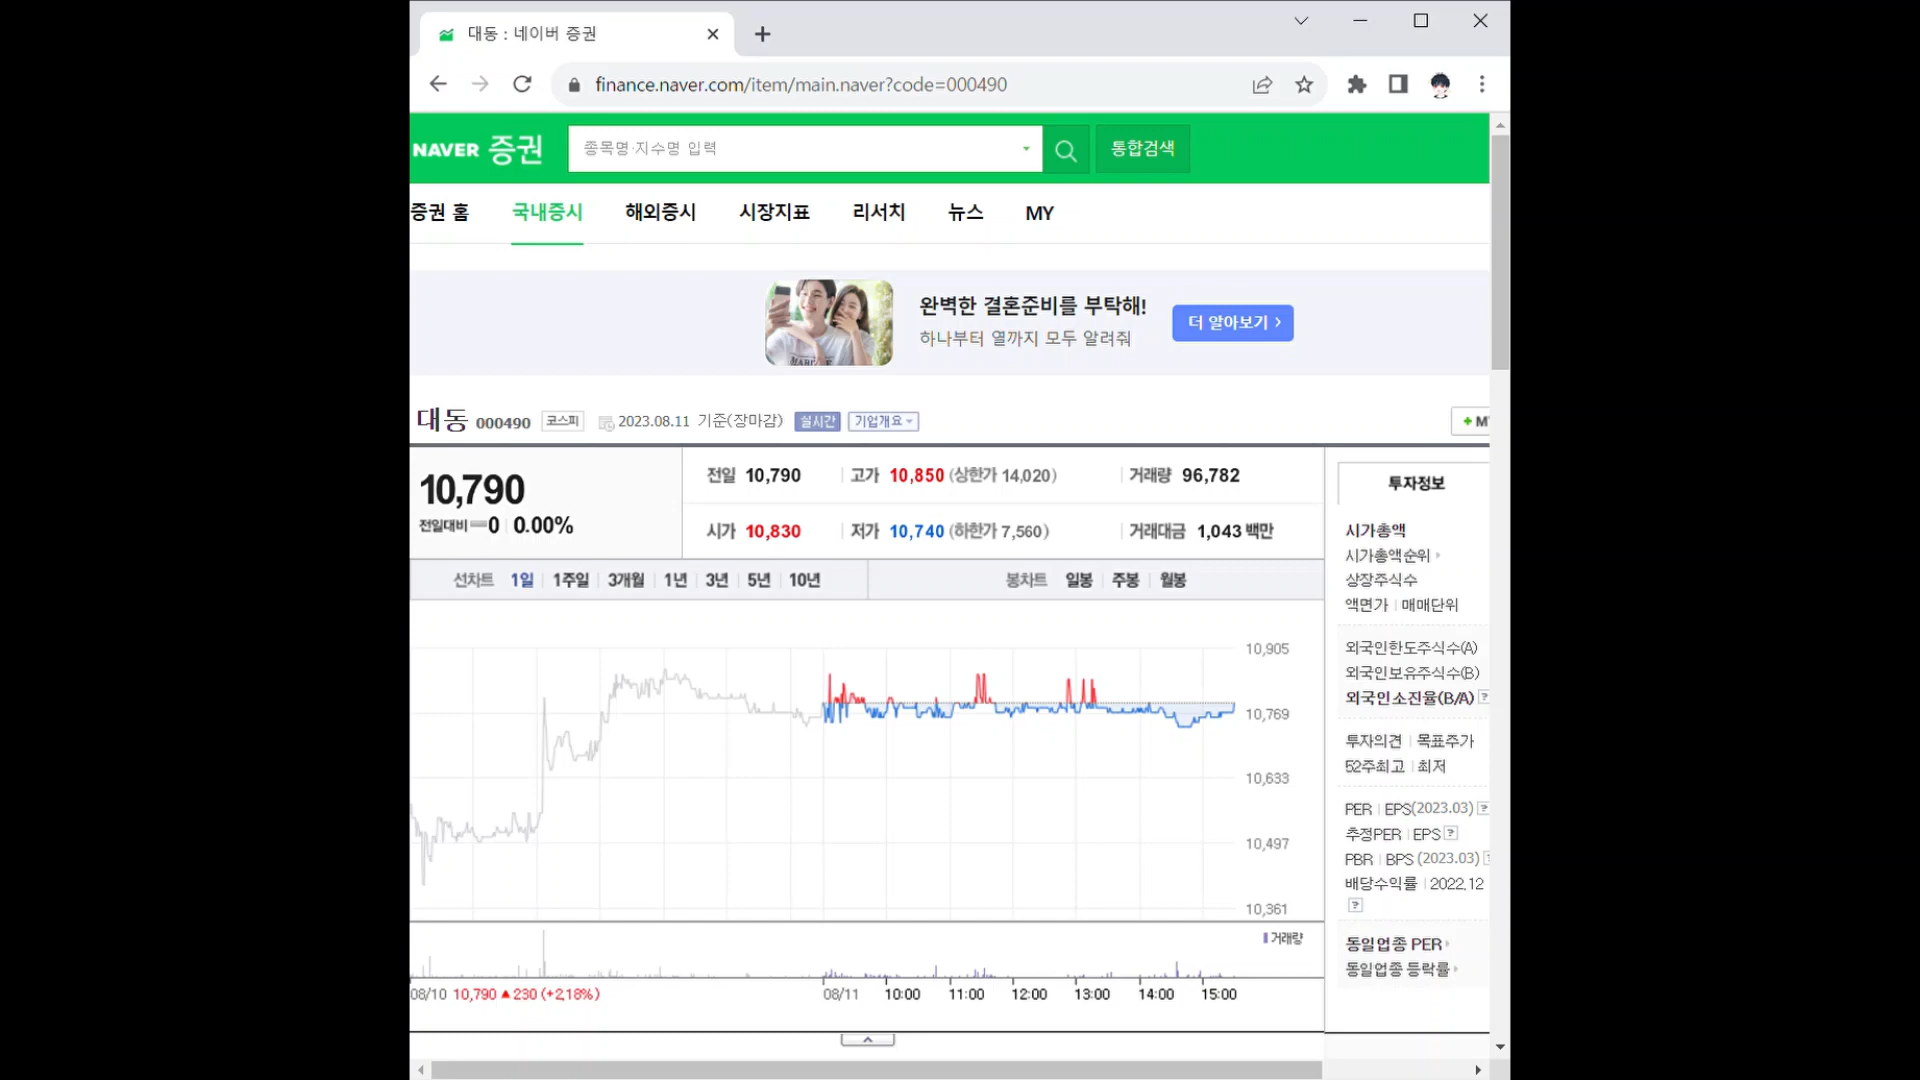 대동 : 네이버 증권
finance.naver.com/item/main.naver?code=000490
NAVER 증권
종목명·지수명 입력
통합검색
증권 홈 국내증시 해외증시 시장지표 리서치 뉴스 MY
완벽한 결혼준비를 부탁해!
하나부터 열까지 모두 알려줘
더 알아보기 >
대동 000490 코스피 2023.08.11 기준(장마감) 실시간 기업개요
10,790
전일대비 0 0.00%
전일 10,790 고가 10,850 (상한가 14,020) 거래량 96,782
시가 10,830 저가 10,740 (하한가 7,560) 거래대금 1,043 백만
선차트 1일 1주일 3개월 1년 3년 5년 10년 봉차트 일봉 주봉 월봉
10,905
10,769
10,633
10,497
10,361
거래량
08/10 10,790 ▲ 230 (+2.18%) 08/11 10:00 11:00 12:00 13:00 14:00 15:00
투자정보
시가총액
시가총액순위
상장주식수
액면가 | 매매단위
외국인한도주식수(A)
외국인보유주식수(B)
외국인소진율(B/A) ?
투자의견 | 목표주가
52주최고 | 최저
PER | EPS(2023.03) ?
추정PER | EPS ?
PBR | BPS (2023.03)
배당수익률 | 2022.12
?
동일업종 PER
동일업종 등락률